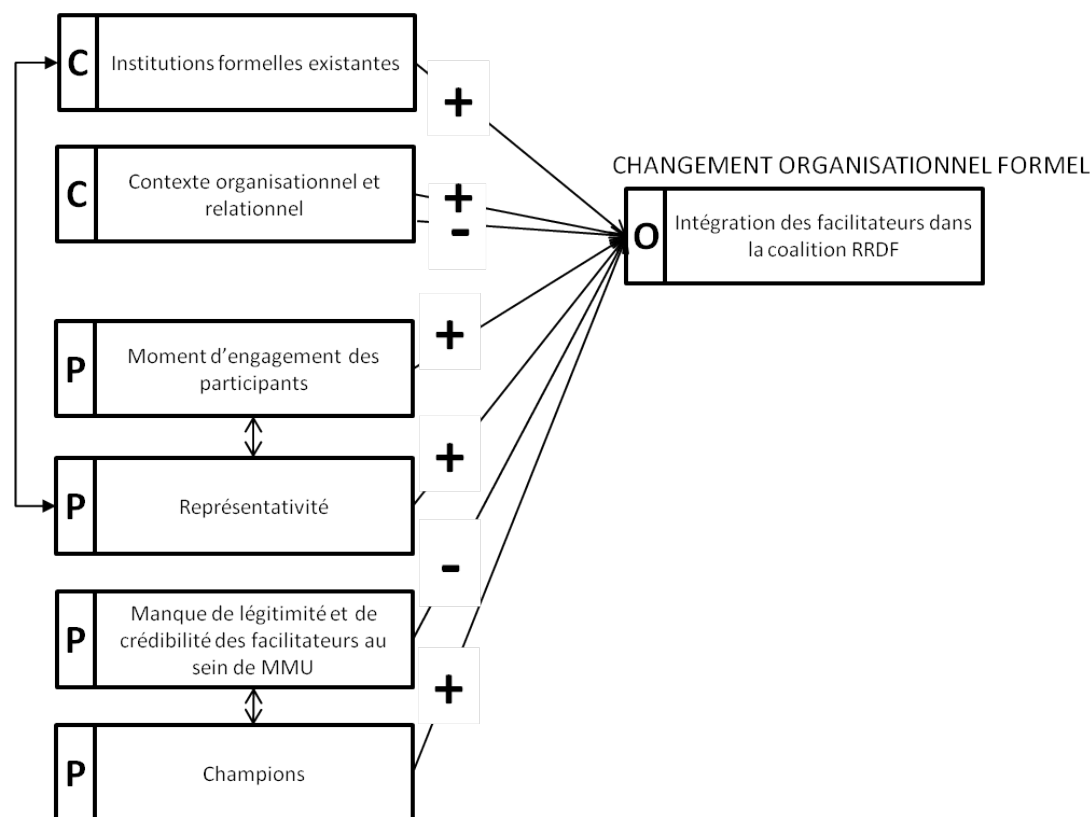 C
Institutions formelles existantes
+
CHANGEMENT ORGANISATIONNEL FORMEL
C
Contexte organisationnel et
relationnel
+
-
O
Intégration des facilitateurs dans
la coalition RRDF
P
Moment d'engagement des
participants
+
P
Représentativité
+
P
Manque de légitimité et de
crédibilité des facilitateurs au
sein de MMU
-
P
Champions
+